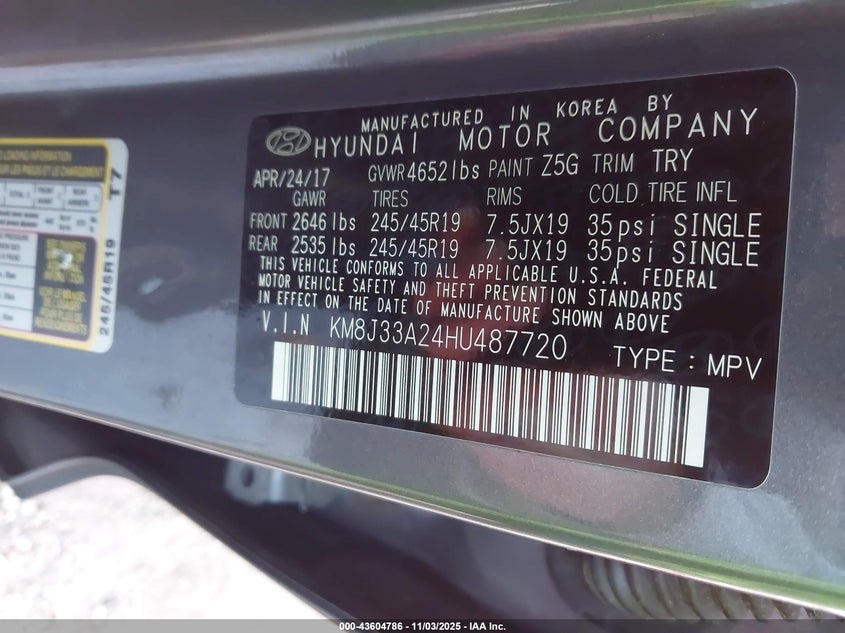 MANUFACTURED IN KOREA BY
HYUNDAI MOTOR COMPANY
APR/24/17 GVWR 4652lbs PAINT Z5G TRIM TRY
GAWR TIRES RIMS COLD TIRE INFL
FRONT 2646lbs 245/45R19 7.5JX19 35psi SINGLE
REAR 2535lbs 245/45R19 7.5JX19 35psi SINGLE
THIS VEHICLE CONFORMS TO ALL APPLICABLE U.S.A. FEDERAL
MOTOR VEHICLE SAFETY AND THEFT PREVENTION STANDARDS
IN EFFECT ON THE DATE OF MANUFACTURE SHOWN ABOVE
V.I.N KM8J33A24HU487720 TYPE : MPV
LOADING INFORMATION
245/45R19 T7
000-43604786 - 11/03/2025 - IAA Inc.